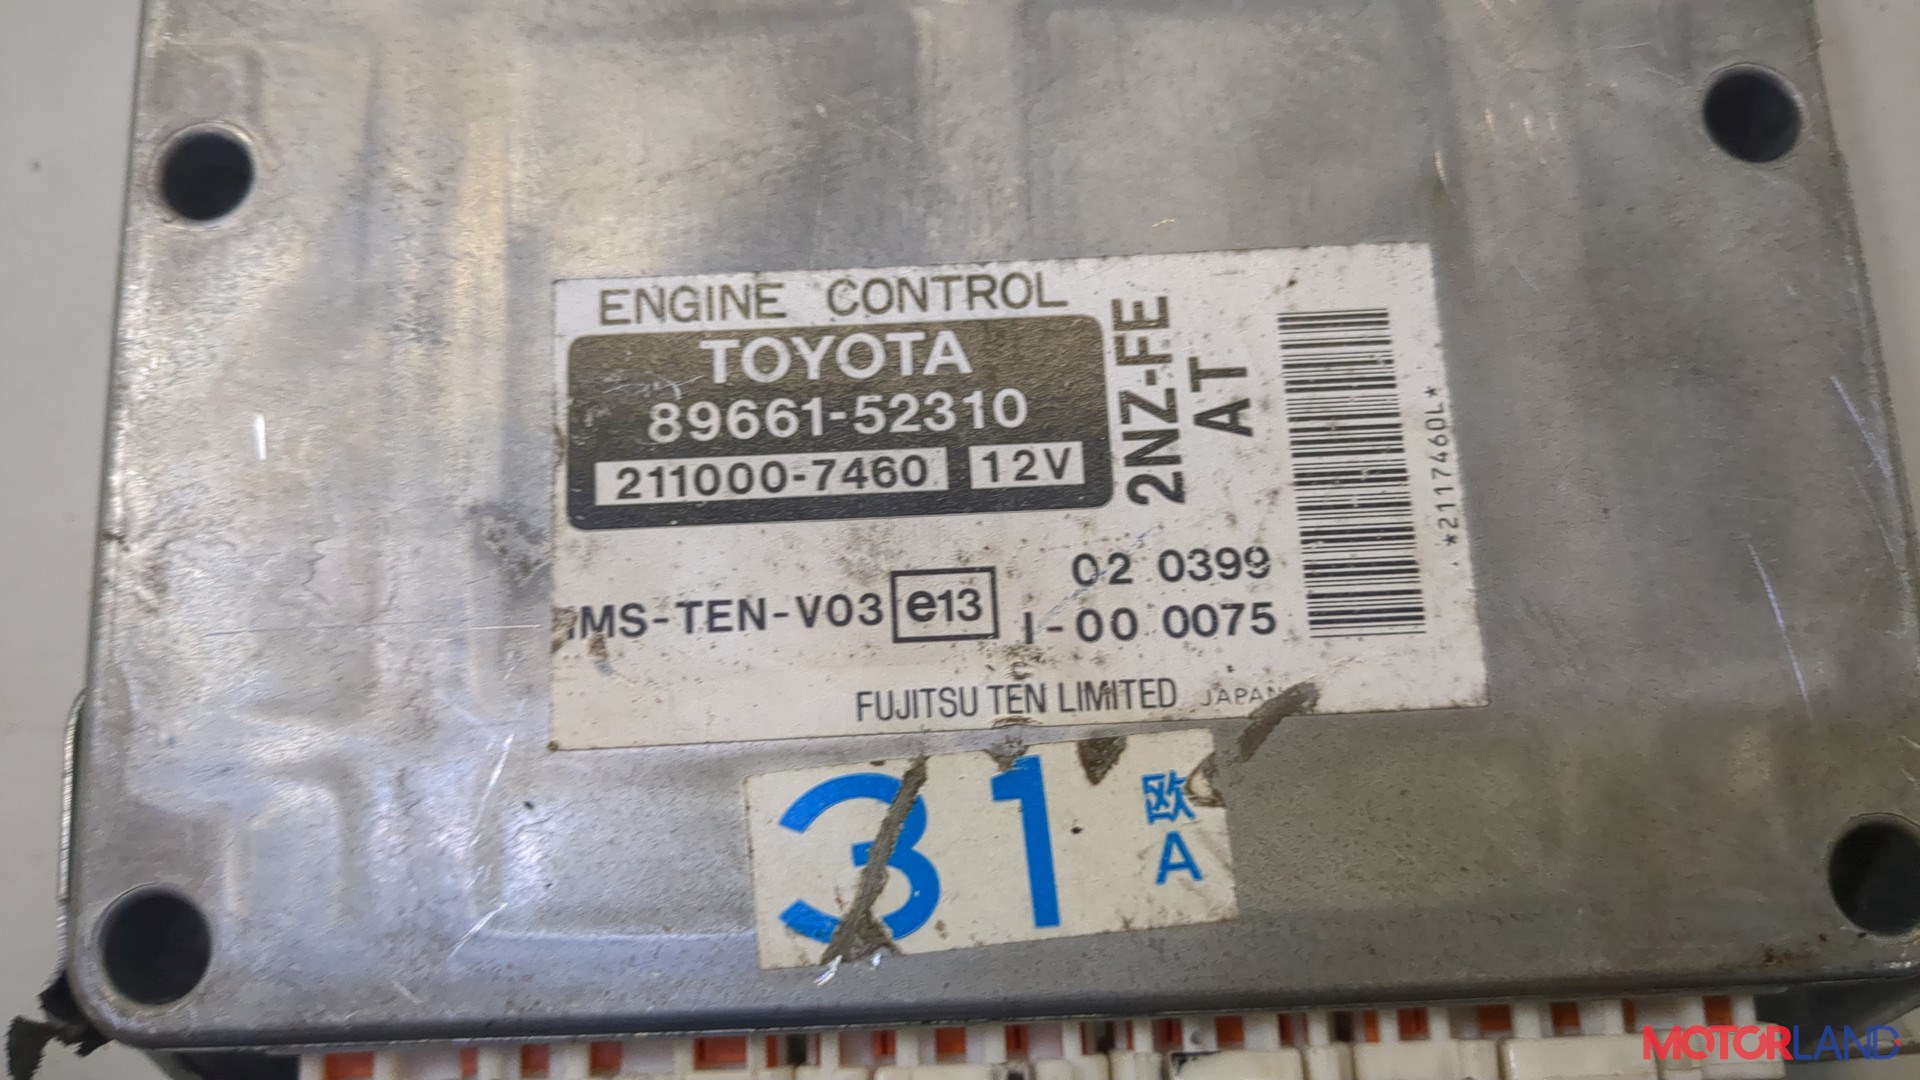 ENGINE CONTROL
TOYOTA
89661-52310
211000-7460 12V
2NZ-FE
AT
*2117460L*
MS-TEN-V03 e13
02 0399
I-00 0075
FUJITSU TEN LIMITED JAPAN
31 欧
A
MOTORLAND